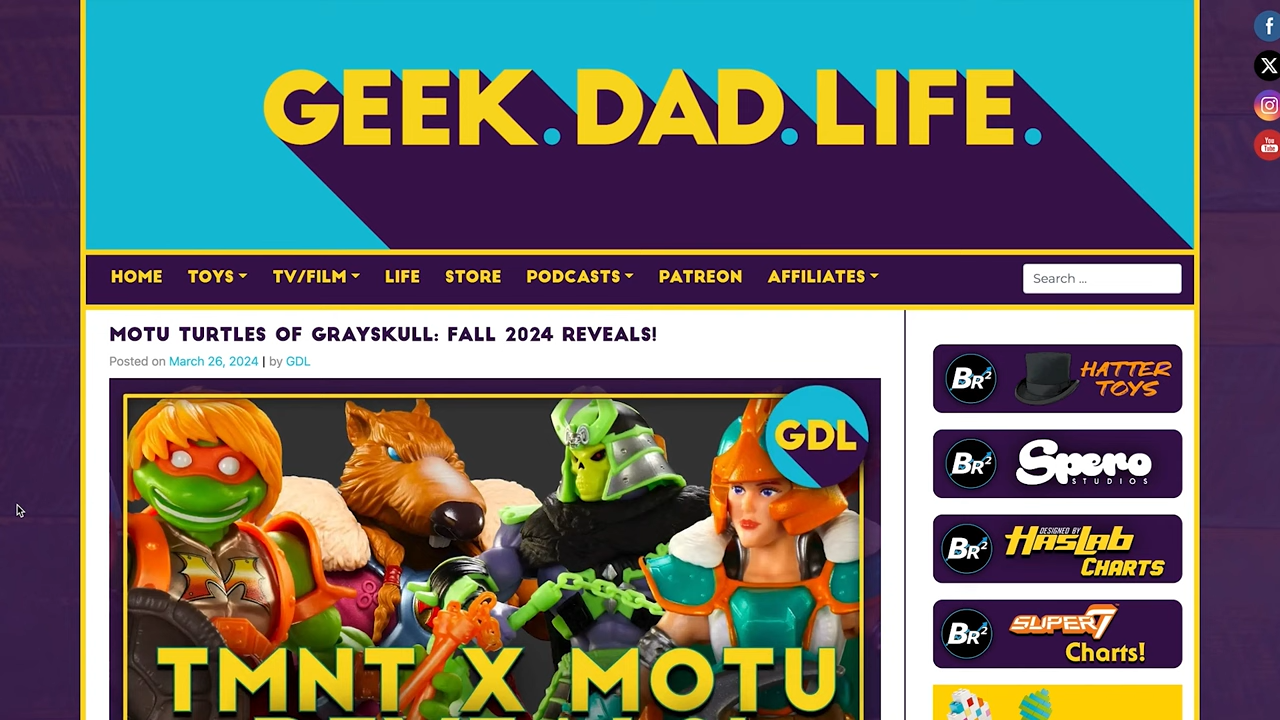 GEEK.DAD.LIFE.
HOME TOYS TV/FILM LIFE STORE PODCASTS PATREON AFFILIATES Search ...
MOTU TURTLES OF GRAYSKULL: FALL 2024 REVEALS!
Posted on March 26, 2024 | by GDL
GDL
TMNT X MOTU
BR2 HATTER TOYS
BR2 Spero STUDIOS
BR2 DESIGNED BY HASLAB CHARTS
BR2 SUPER7 Charts!
f
X
You Tube